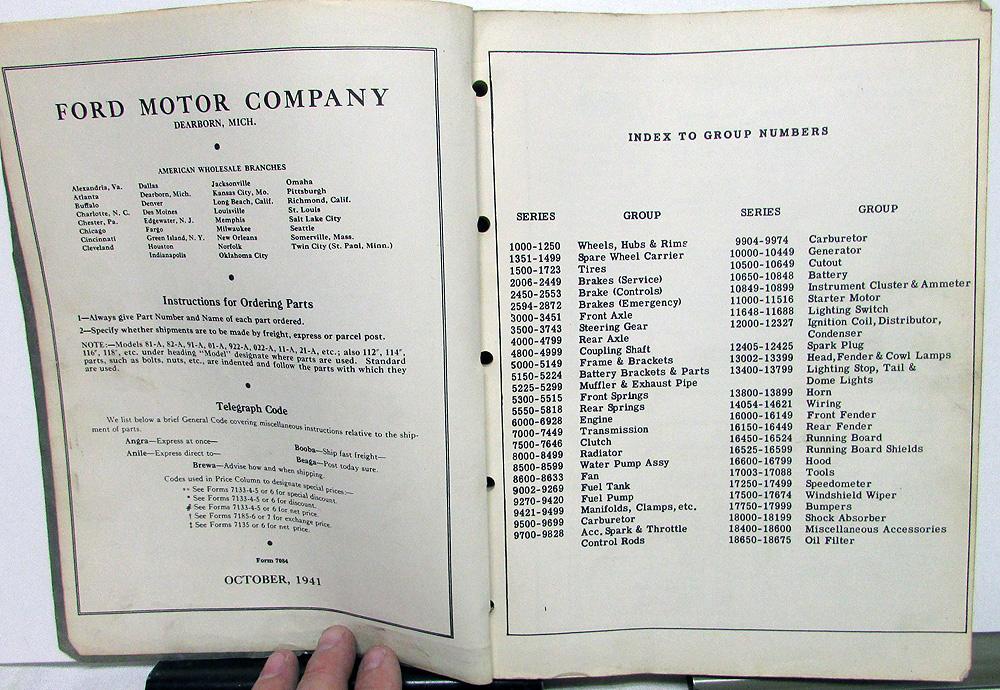 FORD MOTOR COMPANY
DEARBORN, MICH.
AMERICAN WHOLESALE BRANCHES
Alexandria, Va. Dallas Jacksonville Omaha
Atlanta Dearborn, Mich. Kansas City, Mo. Pittsburgh
Buffalo Denver Long Beach, Calif. Richmond, Calif.
Charlotte, N. C. Des Moines Louisville St. Louis
Chester, Pa. Edgewater, N. J. Memphis Salt Lake City
Chicago Fargo Milwaukee Seattle
Cincinnati Green Island, N. Y. New Orleans Somerville, Mass.
Cleveland Houston Norfolk Twin City (St. Paul, Minn.)
Indianapolis Oklahoma City
Instructions for Ordering Parts
1—Always give Part Number and Name of each part ordered.
2—Specify whether shipments are to be made by freight, express or parcel post.
NOTE:—Models 81-A, 82-A, 91-A, 01-A, 922-A, 022-A, 11-A, 21-A, etc.; also 112", 114",
116", 118", etc. under heading "Model" designate where parts are used. Standard
parts, such as bolts, nuts, etc., are indented and follow the parts with which they
are used.
Telegraph Code
We list below a brief General Code covering miscellaneous instructions relative to the ship-
ment of parts.
Angra—Express at once— Booba—Ship fast freight—
Anile—Express direct to— Beaga—Post today sure.
Brewa—Advise how and when shipping.
Codes used in Price Column to designate special prices:—
** See Forms 7133-4-5 or 6 for special discount.
* See Forms 7133-4-5 or 6 for discount.
# See Forms 7133-4-5 or 6 for net price.
† See Forms 7185-6 or 7 for exchange price.
‡ See Forms 7135 or 6 for net price.
Form 7084
OCTOBER, 1941
INDEX TO GROUP NUMBERS
SERIES GROUP
1000-1250 Wheels, Hubs & Rims
1351-1499 Spare Wheel Carrier
1500-1723 Tires
2006-2449 Brakes (Service)
2450-2553 Brake (Controls)
2594-2872 Brakes (Emergency)
3000-3451 Front Axle
3500-3743 Steering Gear
4000-4799 Rear Axle
4800-4999 Coupling Shaft
5000-5149 Frame & Brackets
5150-5224 Battery Brackets & Parts
5225-5299 Muffler & Exhaust Pipe
5300-5515 Front Springs
5550-5818 Rear Springs
6000-6928 Engine
7000-7449 Transmission
7500-7646 Clutch
8000-8499 Radiator
8500-8599 Water Pump Assy
8600-8633 Fan
9002-9269 Fuel Tank
9270-9420 Fuel Pump
9421-9499 Manifolds, Clamps, etc.
9500-9699 Carburetor
9700-9828 Acc. Spark & Throttle
Control Rods
SERIES GROUP
9904-9974 Carburetor
10000-10449 Generator
10500-10649 Cutout
10650-10848 Battery
10849-10899 Instrument Cluster & Ammeter
11000-11516 Starter Motor
11648-11688 Lighting Switch
12000-12327 Ignition Coil, Distributor,
Condenser
12405-12425 Spark Plug
13002-13399 Head, Fender & Cowl Lamps
13400-13799 Lighting Stop, Tail &
Dome Lights
13800-13899 Horn
14054-14621 Wiring
16000-16149 Front Fender
16150-16449 Rear Fender
16450-16524 Running Board
16525-16599 Running Board Shields
16600-16799 Hood
17003-17088 Tools
17250-17499 Speedometer
17500-17674 Windshield Wiper
17750-17999 Bumpers
18000-18199 Shock Absorber
18400-18600 Miscellaneous Accessories
18650-18675 Oil Filter